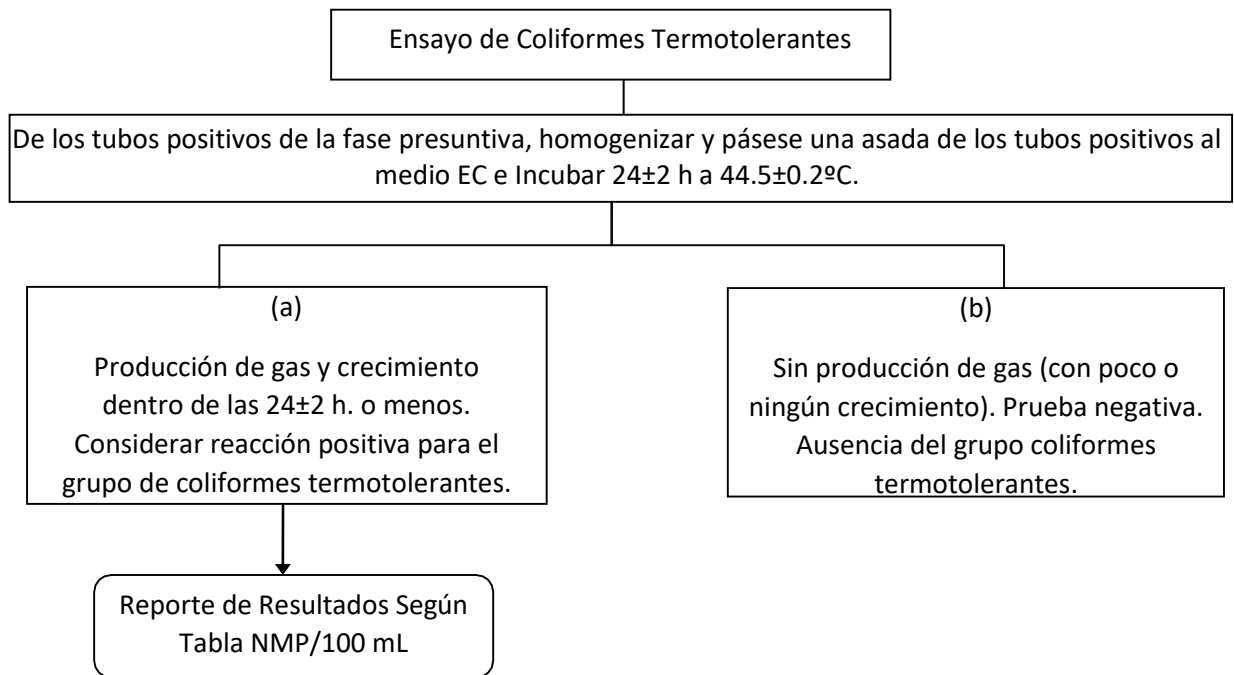 Ensayo de Coliformes Termotolerantes
De los tubos positivos de la fase presuntiva, homogenizar y pásese una asada de los tubos positivos al
medio EC e Incubar 24±2 h a 44.5±0.2ºC.
(a)
Producción de gas y crecimiento
dentro de las 24±2 h. o menos.
Considerar reacción positiva para el
grupo de coliformes termotolerantes.
(b)
Sin producción de gas (con poco o
ningún crecimiento). Prueba negativa.
Ausencia del grupo coliformes
termotolerantes.
Reporte de Resultados Según
Tabla NMP/100 mL